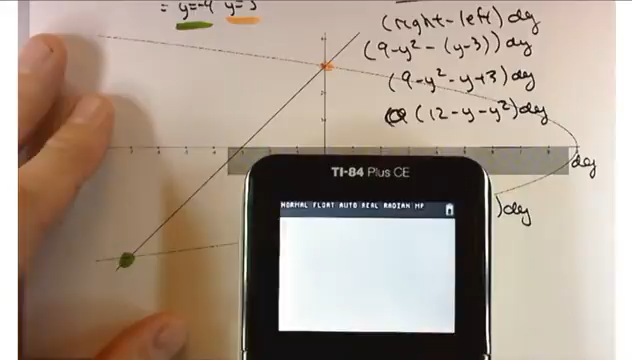 = y=-4 y=3
(right-left) dy
(9-y²-(y-3)) dy
(9-y²-y+3) dy
(12-y-y²) dy
dy
) dy
TI-84 Plus CE
NORMAL FLOAT AUTO REAL RADIAN MP